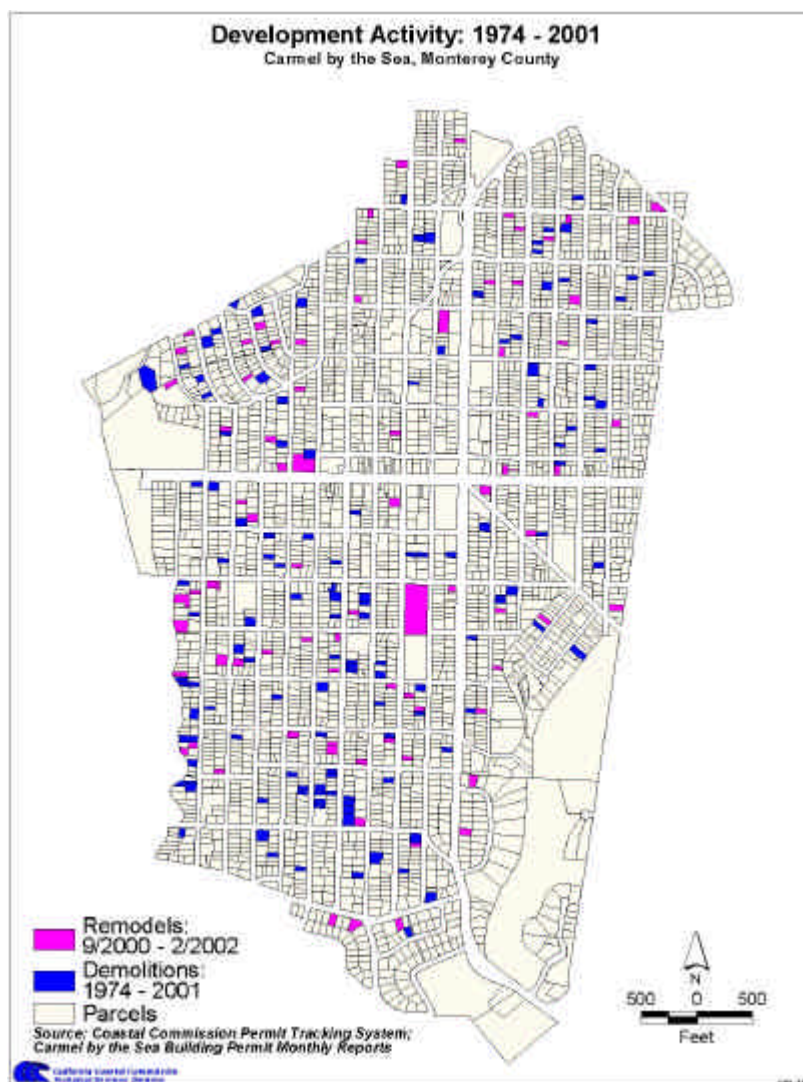 Development Activity: 1974 - 2001
Carmel by the Sea, Monterey County
Remodels:
9/2000 - 2/2002
Demolitions:
1974 - 2001
Parcels
Source: Coastal Commission Permit Tracking System;
Carmel by the Sea Building Permit Monthly Reports
N
500 0 500
Feet
California Coastal Commission